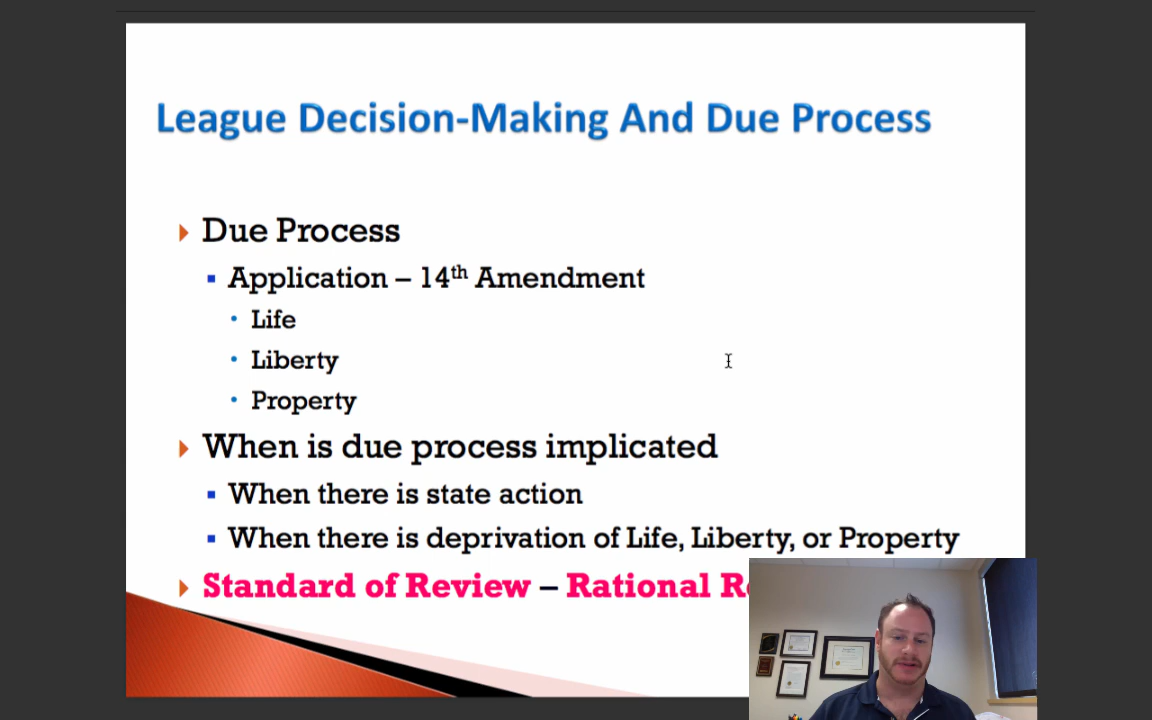 League Decision-Making And Due Process
Due Process
Application – 14th Amendment
Life
Liberty
Property
When is due process implicated
When there is state action
When there is deprivation of Life, Liberty, or Property
Standard of Review – Rational